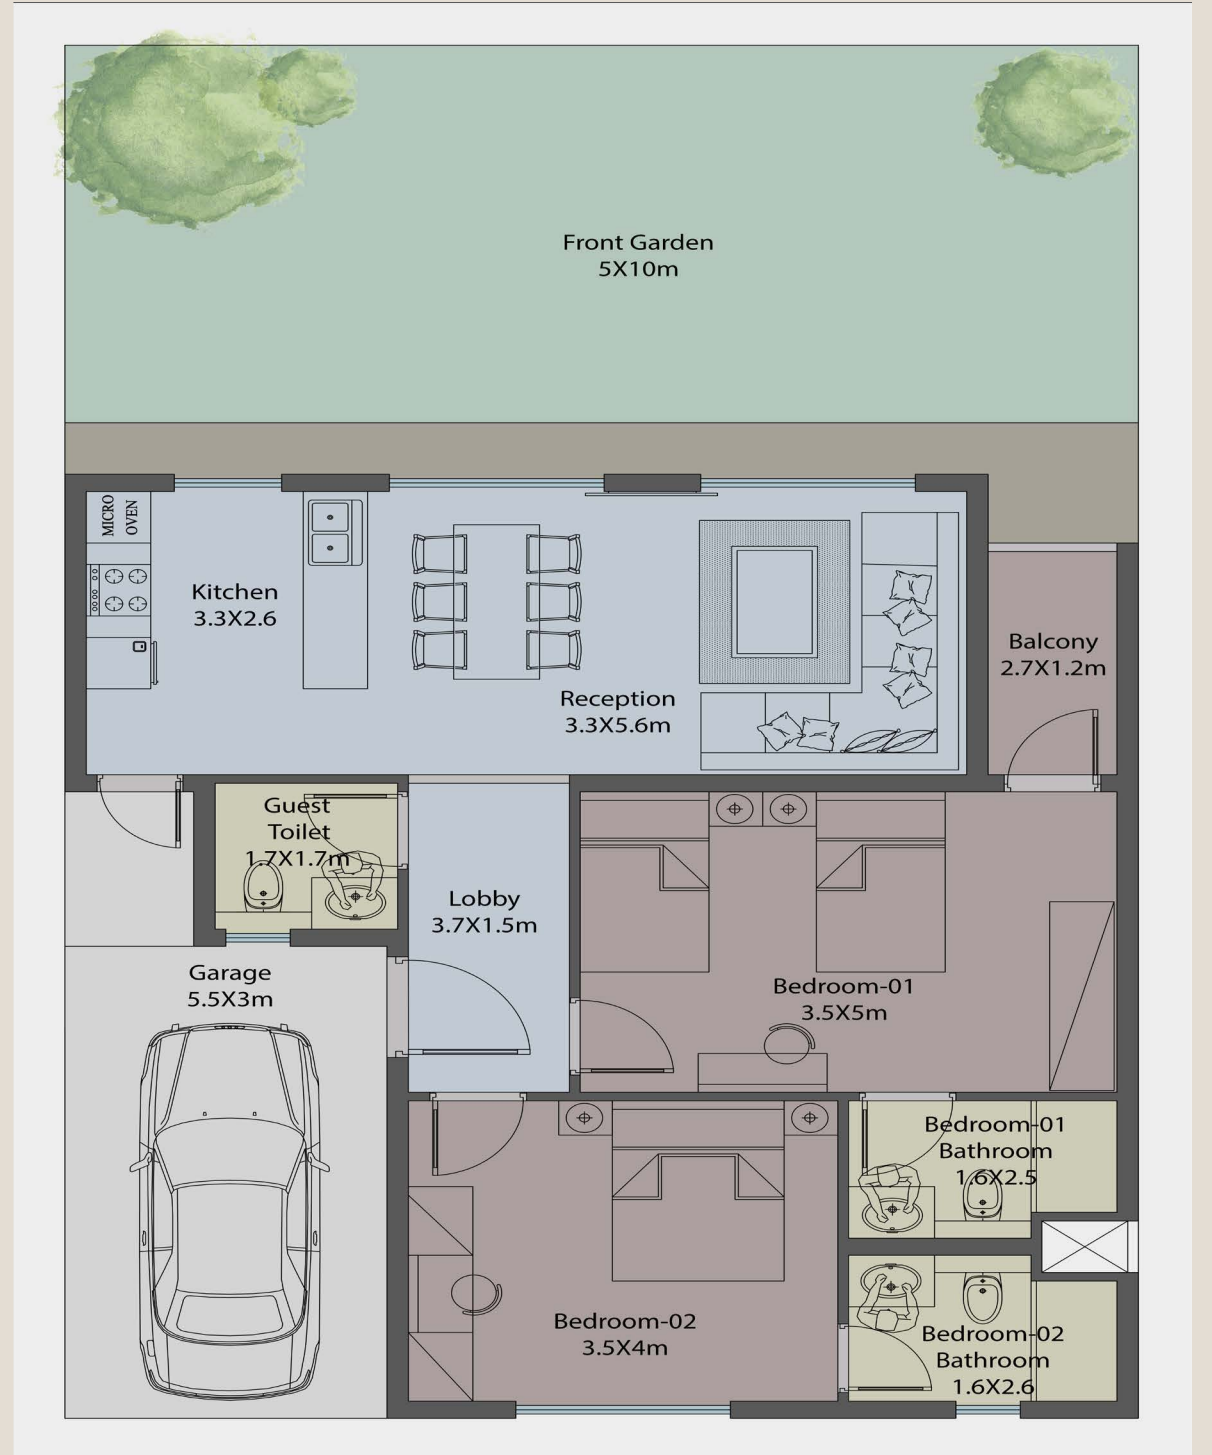 Front Garden
5X10m
MICRO
OVEN
Kitchen
3.3X2.6
Reception
3.3X5.6m
Balcony
2.7X1.2m
Guest
Toilet
1.7X1.7m
Lobby
3.7X1.5m
Garage
5.5X3m
Bedroom-01
3.5X5m
Bedroom-01
Bathroom
1.6X2.5
Bedroom-02
3.5X4m
Bedroom-02
Bathroom
1.6X2.6